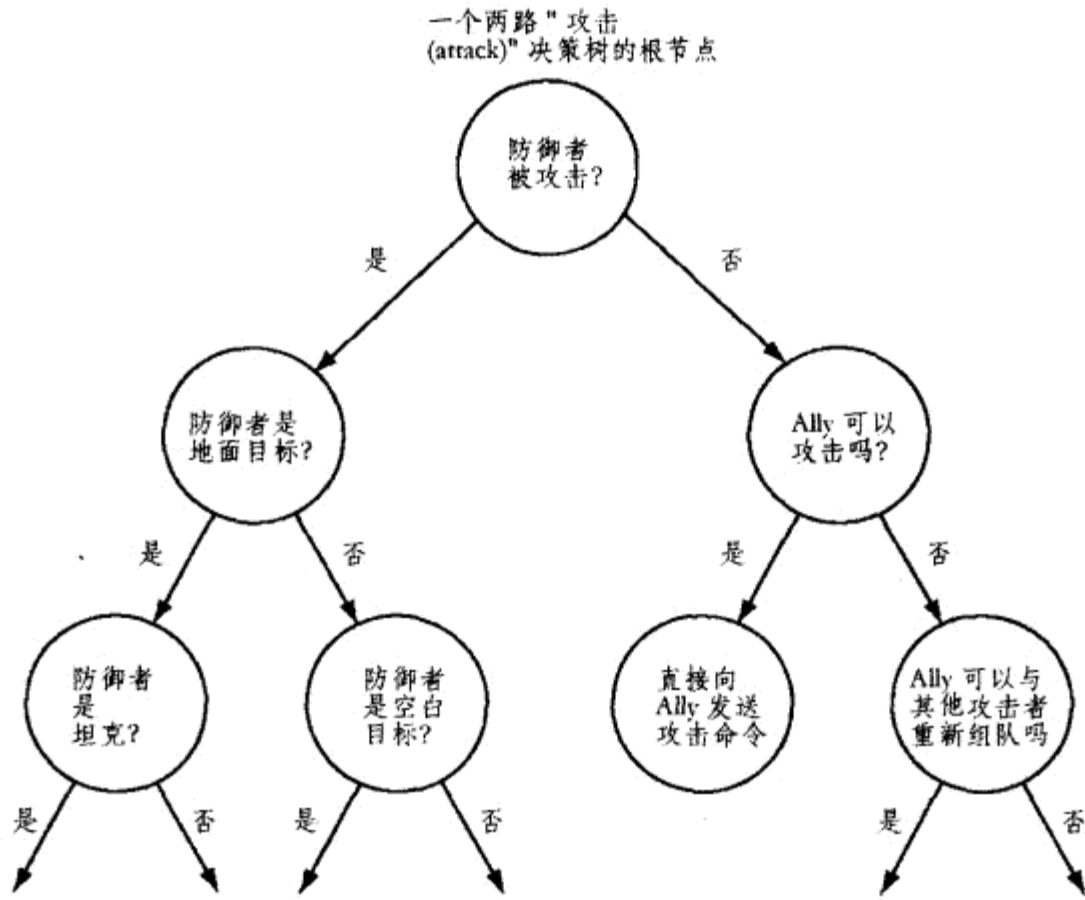 一个两路 " 攻击
(attack)" 决策树的根节点
防御者
被攻击?
是
否
防御者是
地面目标?
Ally 可以
攻击吗?
是
否
是
否
防御者
是
坦克?
防御者
是空白
目标?
直接向
Ally 发送
攻击命令
Ally 可以与
其他攻击者
重新组队吗
是
否
是
否
是
否